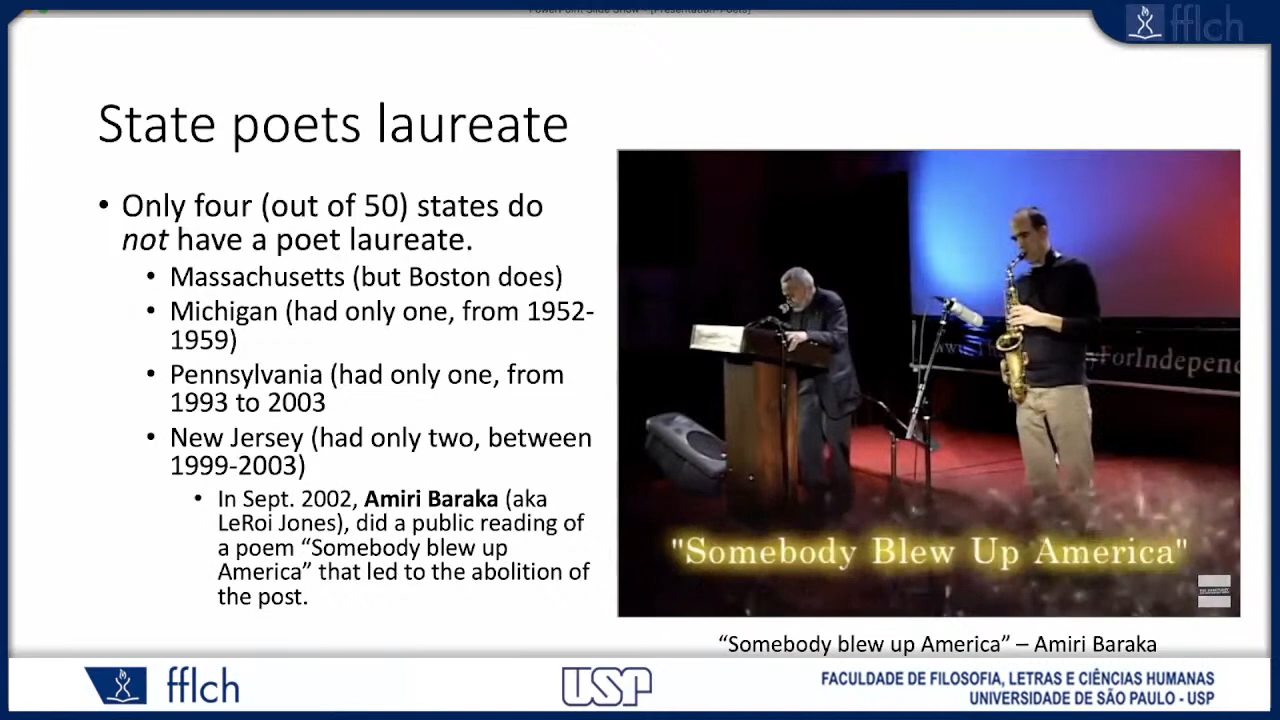 PowerPoint Slide Show - [Presentation-Poets]
fflch
State poets laureate
• Only four (out of 50) states do
not have a poet laureate.
• Massachusetts (but Boston does)
• Michigan (had only one, from 1952-
1959)
• Pennsylvania (had only one, from
1993 to 2003
• New Jersey (had only two, between
1999-2003)
• In Sept. 2002, Amiri Baraka (aka
LeRoi Jones), did a public reading of
a poem “Somebody blew up
America” that led to the abolition of
the post.
ForIndepend
"Somebody Blew Up America"
“Somebody blew up America” – Amiri Baraka
fflch
USP
FACULDADE DE FILOSOFIA, LETRAS E CIÊNCIAS HUMANAS
UNIVERSIDADE DE SÃO PAULO - USP